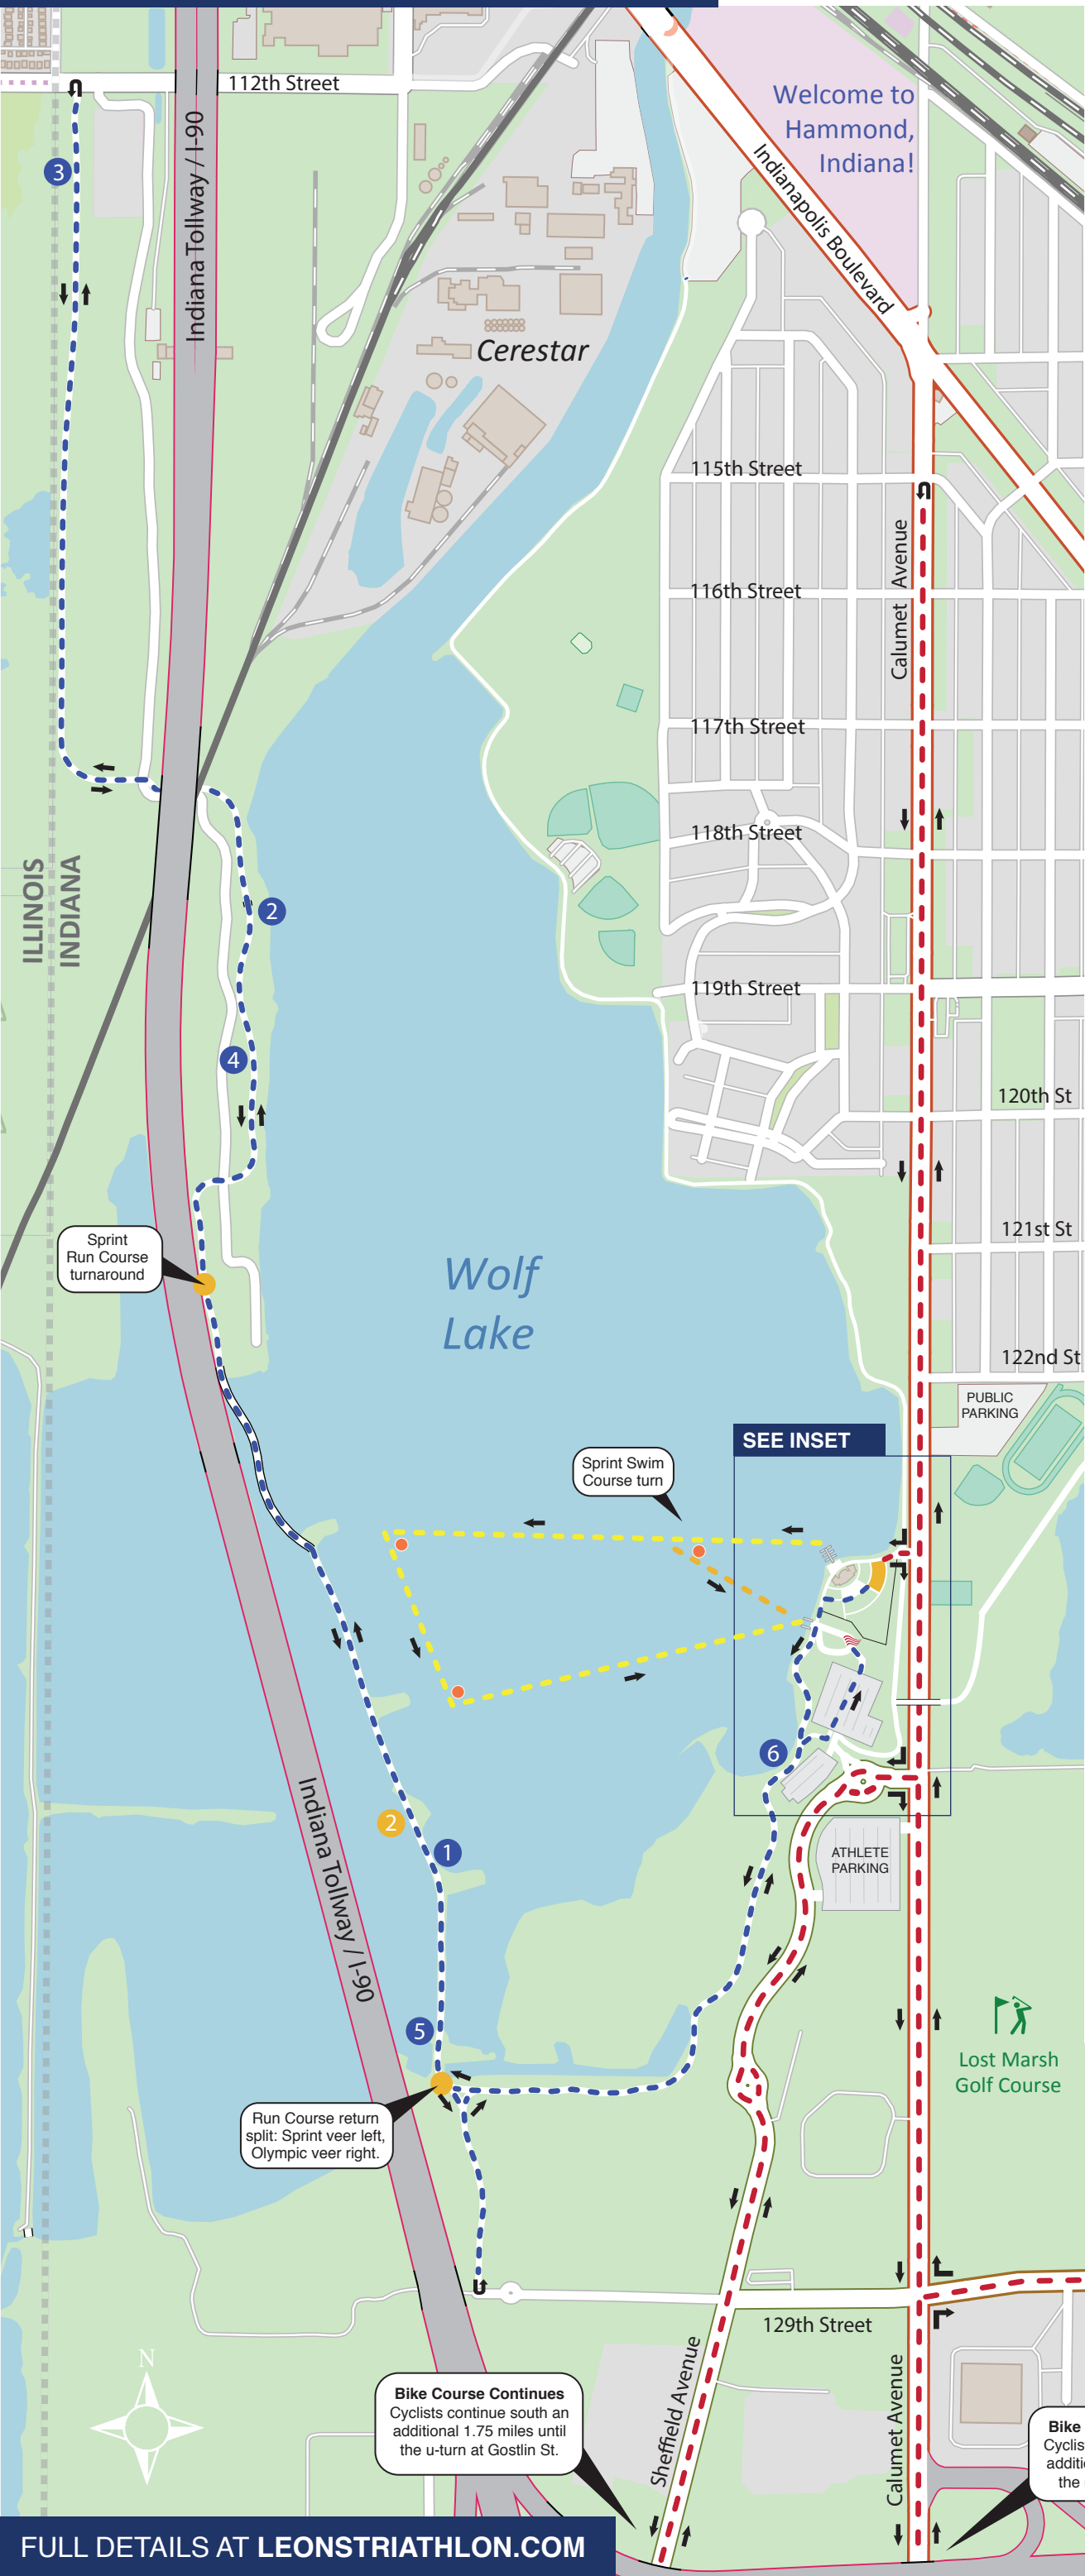 112th Street
Welcome to
Hammond,
Indiana!
3
Indiana Tollway / I-90
Indianapolis Boulevard
Cerestar
115th Street
Calumet Avenue
116th Street
117th Street
118th Street
ILLINOIS
INDIANA
2
119th Street
4
120th St
121st St
Sprint
Run Course
turnaround
Wolf
Lake
122nd St
PUBLIC
PARKING
SEE INSET
Sprint Swim
Course turn
6
Indiana Tollway / I-90
2
1
ATHLETE
PARKING
5
Lost Marsh
Golf Course
Run Course return
split: Sprint veer left,
Olympic veer right.
129th Street
N
Bike Course Continues
Cyclists continue south an
additional 1.75 miles until
the u-turn at Gostlin St.
Sheffield Avenue
Calumet Avenue
Bike
Cyclis
additi
the
FULL DETAILS AT LEONSTRIATHLON.COM